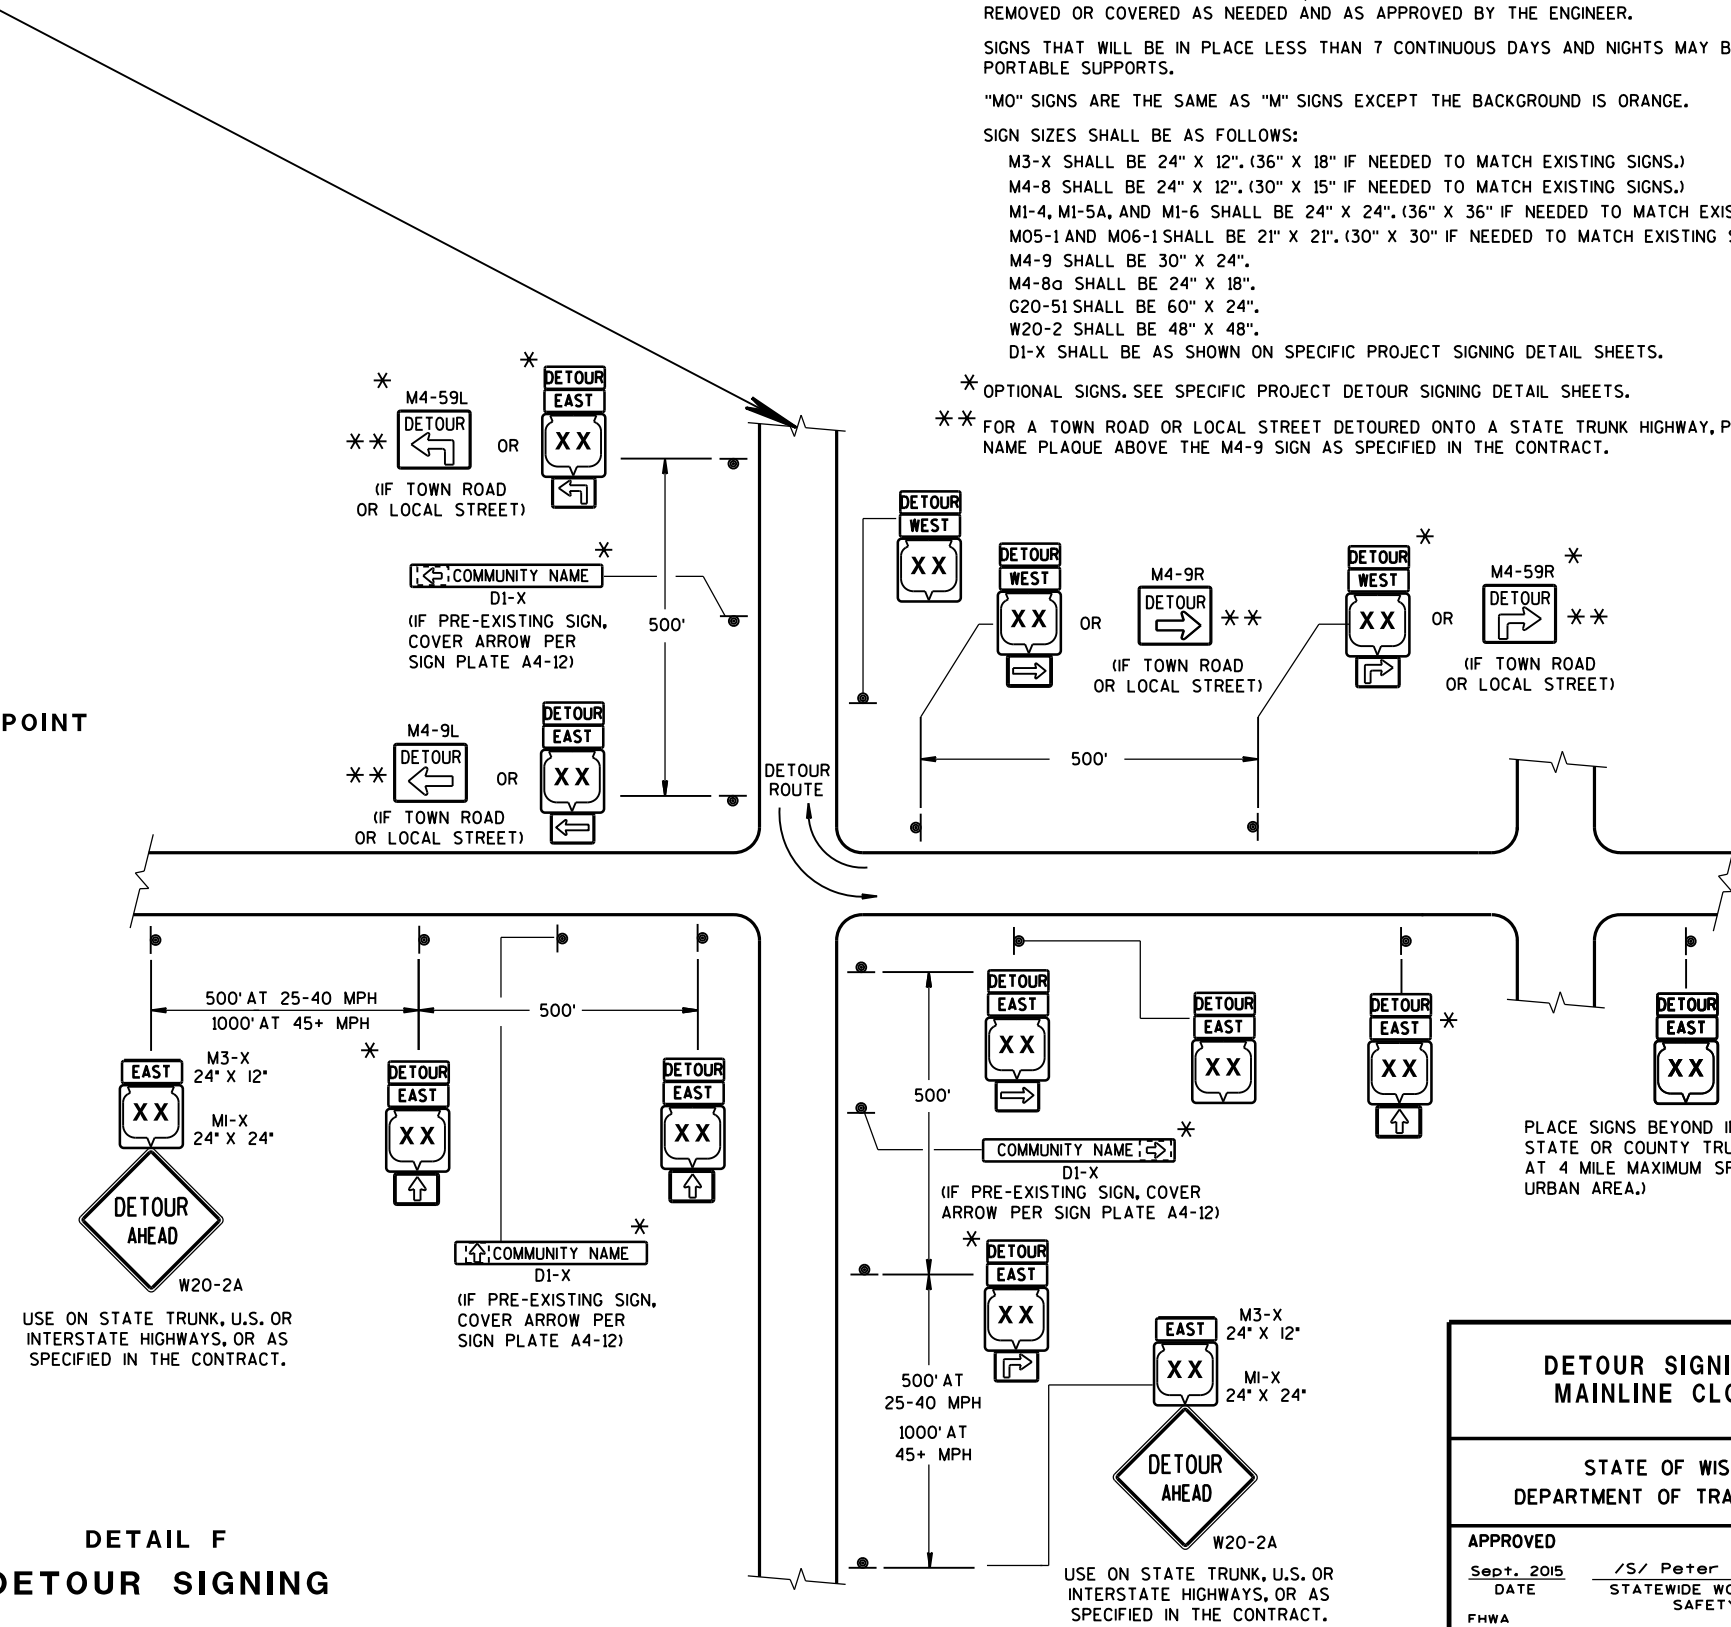 REMOVED OR COVERED AS NEEDED AND AS APPROVED BY THE ENGINEER.
SIGNS THAT WILL BE IN PLACE LESS THAN 7 CONTINUOUS DAYS AND NIGHTS MAY B
PORTABLE SUPPORTS.
"MO" SIGNS ARE THE SAME AS "M" SIGNS EXCEPT THE BACKGROUND IS ORANGE.
SIGN SIZES SHALL BE AS FOLLOWS:
M3-X SHALL BE 24" X 12". (36" X 18" IF NEEDED TO MATCH EXISTING SIGNS.)
M4-8 SHALL BE 24" X 12". (30" X 15" IF NEEDED TO MATCH EXISTING SIGNS.)
M1-4, M1-5A, AND M1-6 SHALL BE 24" X 24". (36" X 36" IF NEEDED TO MATCH EXIS
MO5-1 AND MO6-1 SHALL BE 21" X 21". (30" X 30" IF NEEDED TO MATCH EXISTING S
M4-9 SHALL BE 30" X 24".
M4-8a SHALL BE 24" X 18".
G20-51 SHALL BE 60" X 24".
W20-2 SHALL BE 48" X 48".
D1-X SHALL BE AS SHOWN ON SPECIFIC PROJECT SIGNING DETAIL SHEETS.
* OPTIONAL SIGNS. SEE SPECIFIC PROJECT DETOUR SIGNING DETAIL SHEETS.
** FOR A TOWN ROAD OR LOCAL STREET DETOURED ONTO A STATE TRUNK HIGHWAY, P
NAME PLAQUE ABOVE THE M4-9 SIGN AS SPECIFIED IN THE CONTRACT.
*
M4-59L
** DETOUR
(IF TOWN ROAD
OR LOCAL STREET)
OR
*
DETOUR
EAST
XX
*
COMMUNITY NAME
D1-X
(IF PRE-EXISTING SIGN,
COVER ARROW PER
SIGN PLATE A4-12)
500'
POINT
M4-9L
** DETOUR
(IF TOWN ROAD
OR LOCAL STREET)
OR
DETOUR
EAST
XX
DETOUR
ROUTE
DETOUR
WEST
XX
DETOUR
WEST
XX
OR
M4-9R
DETOUR **
(IF TOWN ROAD
OR LOCAL STREET)
500'
*
DETOUR
WEST
XX
OR
M4-59R *
DETOUR **
(IF TOWN ROAD
OR LOCAL STREET)
500' AT 25-40 MPH
1000' AT 45+ MPH
500'
EAST
XX
M3-X
24" X 12"
M1-X
24" X 24"
DETOUR
AHEAD
W20-2A
USE ON STATE TRUNK, U.S. OR
INTERSTATE HIGHWAYS, OR AS
SPECIFIED IN THE CONTRACT.
*
DETOUR
EAST
XX
DETOUR
EAST
XX
*
COMMUNITY NAME
D1-X
(IF PRE-EXISTING SIGN,
COVER ARROW PER
SIGN PLATE A4-12)
500'
DETOUR
EAST
XX
DETOUR
EAST
XX
DETOUR
EAST *
XX
DETOUR
EAST
XX
PLACE SIGNS BEYOND I
STATE OR COUNTY TRU
AT 4 MILE MAXIMUM SP
URBAN AREA.)
*
COMMUNITY NAME
D1-X
(IF PRE-EXISTING SIGN, COVER
ARROW PER SIGN PLATE A4-12)
*
DETOUR
EAST
XX
500' AT
25-40 MPH
1000' AT
45+ MPH
EAST
XX
M3-X
24" X 12"
M1-X
24" X 24"
DETOUR
AHEAD
W20-2A
USE ON STATE TRUNK, U.S. OR
INTERSTATE HIGHWAYS, OR AS
SPECIFIED IN THE CONTRACT.
DETAIL F
DETOUR SIGNING
DETOUR SIGNI
MAINLINE CLO
STATE OF WIS
DEPARTMENT OF TRA
APPROVED
Sept. 2015 /S/ Peter
DATE STATEWIDE WO
SAFETY
FHWA